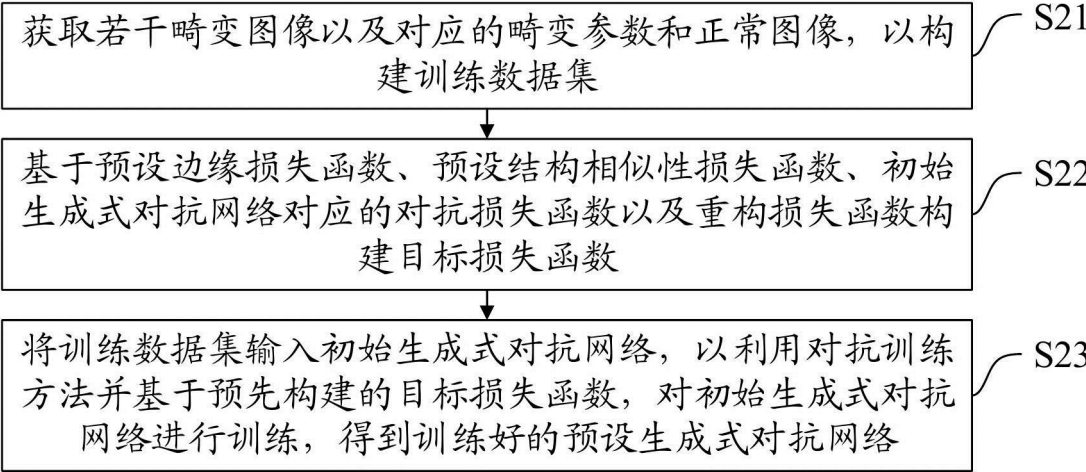 获取若干畸变图像以及对应的畸变参数和正常图像，以构
建训练数据集
S21
基于预设边缘损失函数、预设结构相似性损失函数、初始
生成式对抗网络对应的对抗损失函数以及重构损失函数构
建目标损失函数
S22
将训练数据集输入初始生成式对抗网络，以利用对抗训练
方法并基于预先构建的目标损失函数，对初始生成式对抗
网络进行训练，得到训练好的预设生成式对抗网络
S23